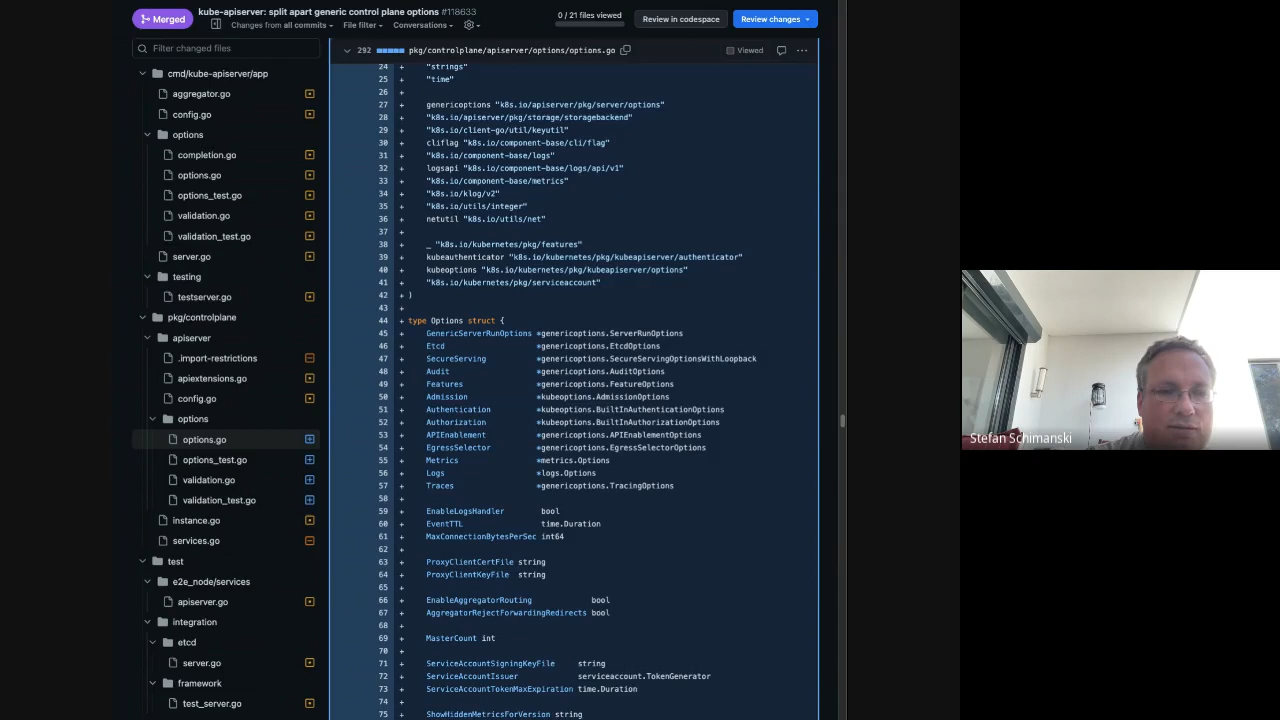 Merged
kube-apiserver: split apart generic control plane options #118633
Changes from all commits
File filter
Conversations
0 / 21 files viewed
Review in codespace
Review changes
Filter changed files
cmd/kube-apiserver/app
aggregator.go
config.go
options
completion.go
options.go
options_test.go
validation.go
validation_test.go
server.go
testing
testserver.go
pkg/controlplane
apiserver
.import-restrictions
apiextensions.go
config.go
options
options.go
options_test.go
validation.go
validation_test.go
instance.go
services.go
test
e2e_node/services
apiserver.go
integration
etcd
server.go
framework
test_server.go
292 pkg/controlplane/apiserver/options/options.go
Viewed
24 + "strings"
25 + "time"
26 +
27 + genericoptions "k8s.io/apiserver/pkg/server/options"
28 + "k8s.io/apiserver/pkg/storage/storagebackend"
29 + "k8s.io/client-go/util/keyutil"
30 + cliflag "k8s.io/component-base/cli/flag"
31 + "k8s.io/component-base/logs"
32 + logsapi "k8s.io/component-base/logs/api/v1"
33 + "k8s.io/component-base/metrics"
34 + "k8s.io/klog/v2"
35 + "k8s.io/utils/integer"
36 + netutil "k8s.io/utils/net"
37 +
38 + _ "k8s.io/kubernetes/pkg/features"
39 + kubeauthenticator "k8s.io/kubernetes/pkg/kubeapiserver/authenticator"
40 + kubeoptions "k8s.io/kubernetes/pkg/kubeapiserver/options"
41 + "k8s.io/kubernetes/pkg/serviceaccount"
42 + )
43 +
44 + type Options struct {
45 + GenericServerRunOptions *genericoptions.ServerRunOptions
46 + Etcd *genericoptions.EtcdOptions
47 + SecureServing *genericoptions.SecureServingOptionsWithLoopback
48 + Audit *genericoptions.AuditOptions
49 + Features *genericoptions.FeatureOptions
50 + Admission *kubeoptions.AdmissionOptions
51 + Authentication *kubeoptions.BuiltInAuthenticationOptions
52 + Authorization *kubeoptions.BuiltInAuthorizationOptions
53 + APIEnablement *genericoptions.APIEnablementOptions
54 + EgressSelector *genericoptions.EgressSelectorOptions
55 + Metrics *metrics.Options
56 + Logs *logs.Options
57 + Traces *genericoptions.TracingOptions
58 +
59 + EnableLogsHandler bool
60 + EventTTL time.Duration
61 + MaxConnectionBytesPerSec int64
62 +
63 + ProxyClientCertFile string
64 + ProxyClientKeyFile string
65 +
66 + EnableAggregatorRouting bool
67 + AggregatorRejectForwardingRedirects bool
68 +
69 + MasterCount int
70 +
71 + ServiceAccountSigningKeyFile string
72 + ServiceAccountIssuer serviceaccount.TokenGenerator
73 + ServiceAccountTokenMaxExpiration time.Duration
74 +
75 + ShowHiddenMetricsForVersion string
Stefan Schimanski